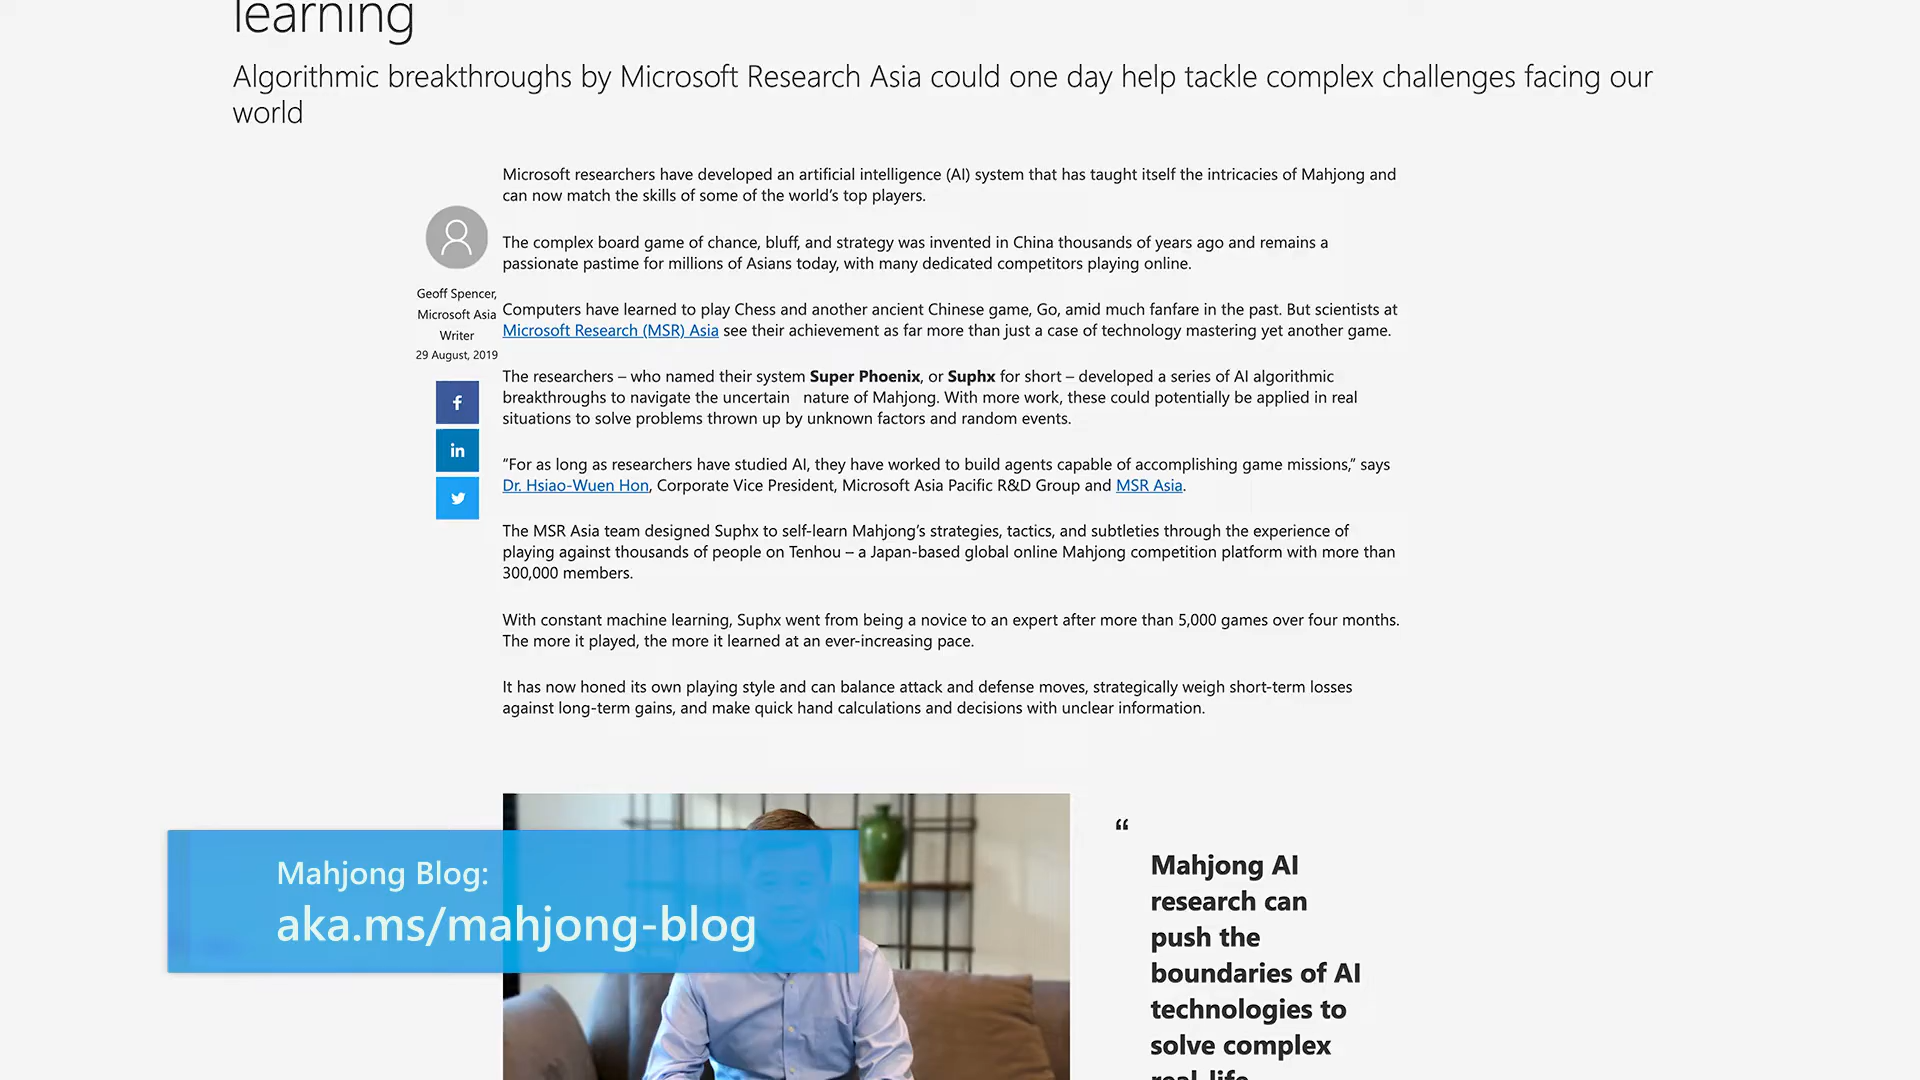 learning
Algorithmic breakthroughs by Microsoft Research Asia could one day help tackle complex challenges facing our
world
Microsoft researchers have developed an artificial intelligence (AI) system that has taught itself the intricacies of Mahjong and
can now match the skills of some of the world’s top players.
The complex board game of chance, bluff, and strategy was invented in China thousands of years ago and remains a
passionate pastime for millions of Asians today, with many dedicated competitors playing online.
Geoff Spencer,
Microsoft Asia
Writer
29 August, 2019
f
in
Computers have learned to play Chess and another ancient Chinese game, Go, amid much fanfare in the past. But scientists at
Microsoft Research (MSR) Asia see their achievement as far more than just a case of technology mastering yet another game.
The researchers – who named their system Super Phoenix, or Suphx for short – developed a series of AI algorithmic
breakthroughs to navigate the uncertain nature of Mahjong. With more work, these could potentially be applied in real
situations to solve problems thrown up by unknown factors and random events.
“For as long as researchers have studied AI, they have worked to build agents capable of accomplishing game missions,” says
Dr. Hsiao-Wuen Hon, Corporate Vice President, Microsoft Asia Pacific R&D Group and MSR Asia.
The MSR Asia team designed Suphx to self-learn Mahjong’s strategies, tactics, and subtleties through the experience of
playing against thousands of people on Tenhou – a Japan-based global online Mahjong competition platform with more than
300,000 members.
With constant machine learning, Suphx went from being a novice to an expert after more than 5,000 games over four months.
The more it played, the more it learned at an ever-increasing pace.
It has now honed its own playing style and can balance attack and defense moves, strategically weigh short-term losses
against long-term gains, and make quick hand calculations and decisions with unclear information.
Mahjong Blog:
aka.ms/mahjong-blog
“
Mahjong AI
research can
push the
boundaries of AI
technologies to
solve complex
real-life